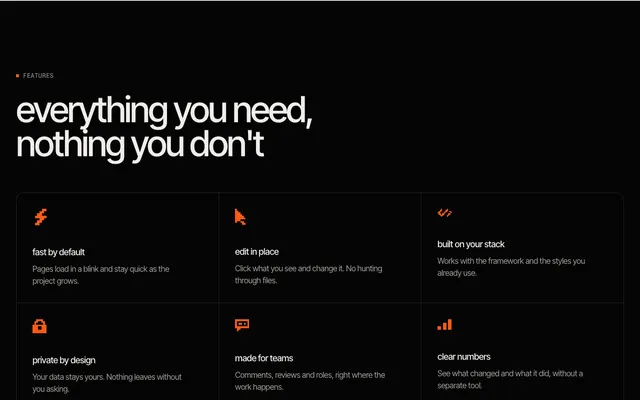 FEATURES
everything you need,
nothing you don't
fast by default
Pages load in a blink and stay quick as the
project grows.
edit in place
Click what you see and change it. No hunting
through files.
built on your stack
Works with the framework and the styles you
already use.
private by design
Your data stays yours. Nothing leaves without
you asking.
made for teams
Comments, reviews and roles, right where the
work happens.
clear numbers
See what changed and what it did, without a
separate tool.